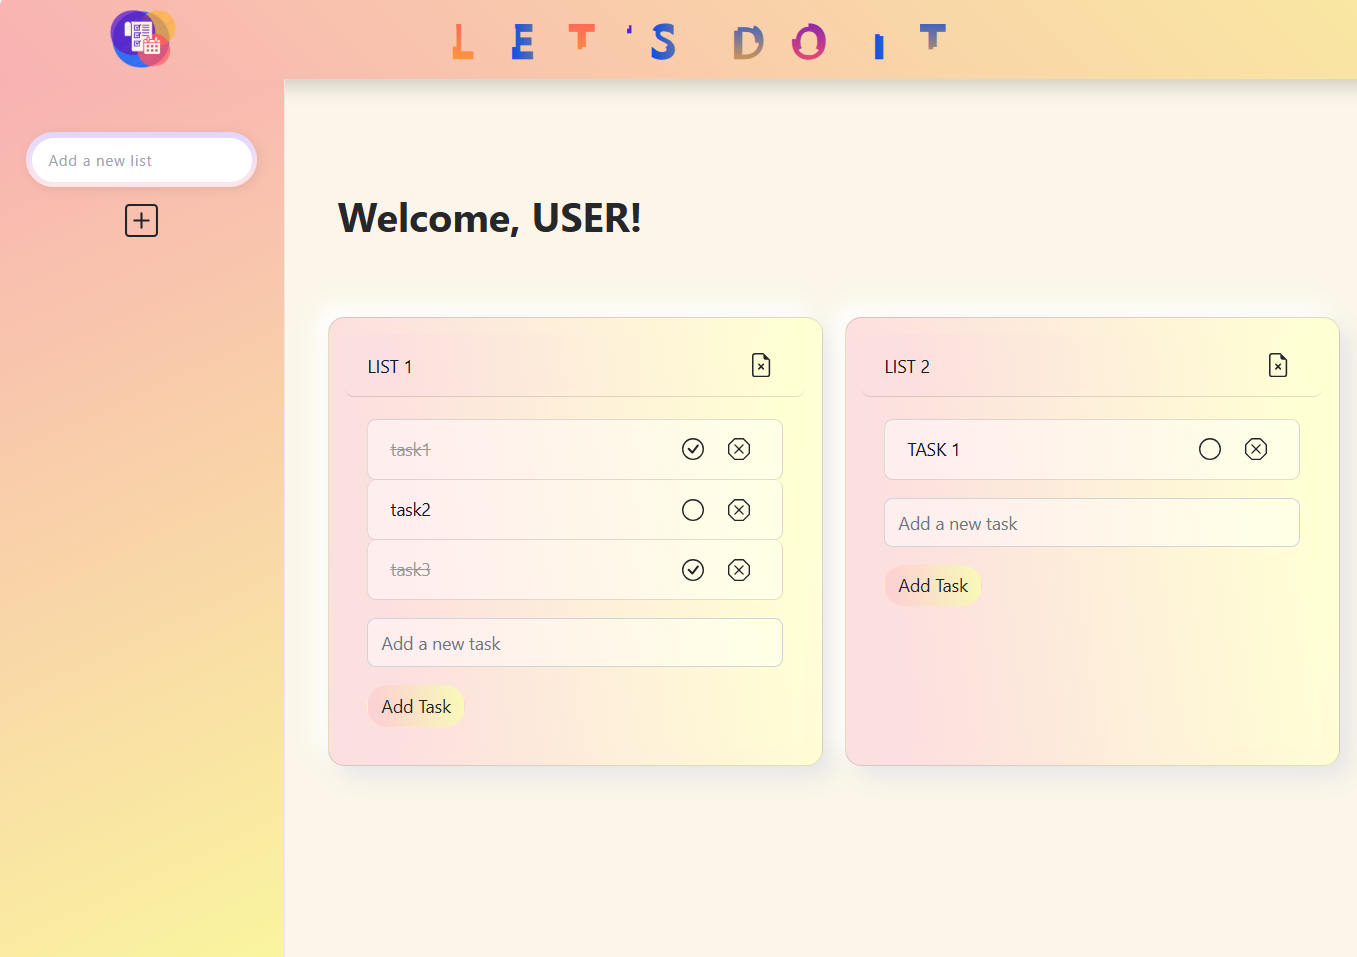 LET'S DO IT
Add a new list
Welcome, USER!
LIST 1
task1
task2
task3
Add a new task
Add Task
LIST 2
TASK 1
Add a new task
Add Task